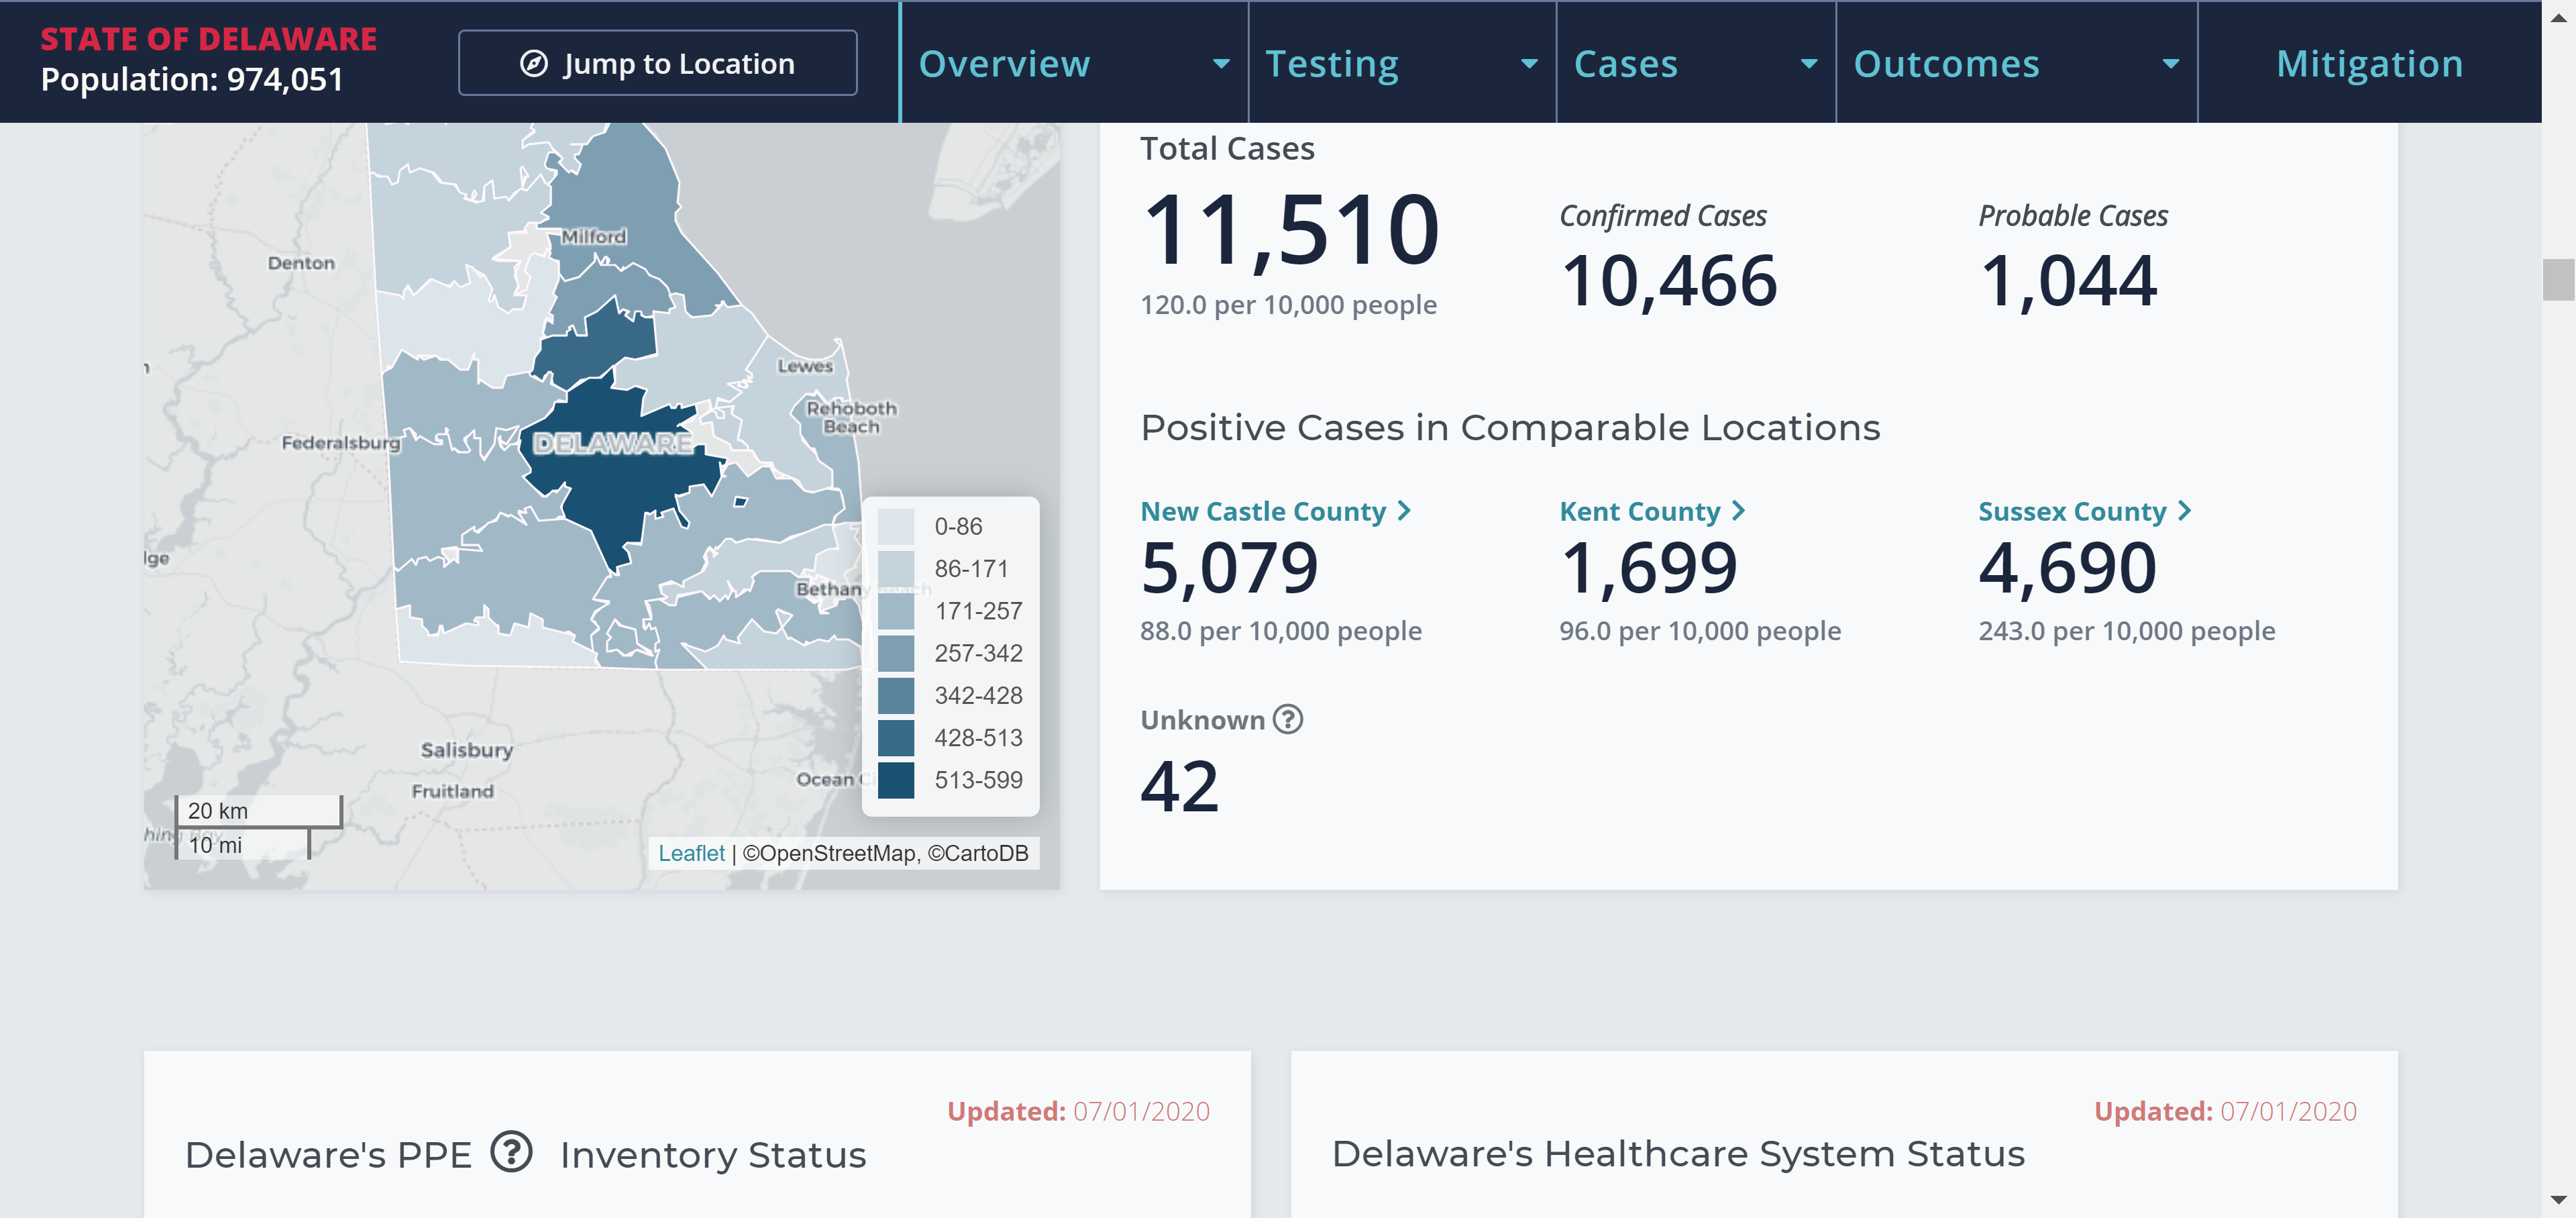 STATE OF DELAWARE
Population: 974,051
Jump to Location
Overview
Testing
Cases
Outcomes
Mitigation
Milford
Denton
Lewes
Rehoboth
Beach
Federalsburg
DELAWARE
lge
Bethany Beach
Salisbury
Fruitland
Ocean
20 km
10 mi
0-86
86-171
171-257
257-342
342-428
428-513
513-599
Leaflet | ©OpenStreetMap, ©CartoDB
Total Cases
11,510
120.0 per 10,000 people
Confirmed Cases
10,466
Probable Cases
1,044
Positive Cases in Comparable Locations
New Castle County
5,079
88.0 per 10,000 people
Kent County
1,699
96.0 per 10,000 people
Sussex County
4,690
243.0 per 10,000 people
Unknown ?
42
Updated: 07/01/2020
Delaware's PPE ? Inventory Status
Updated: 07/01/2020
Delaware's Healthcare System Status